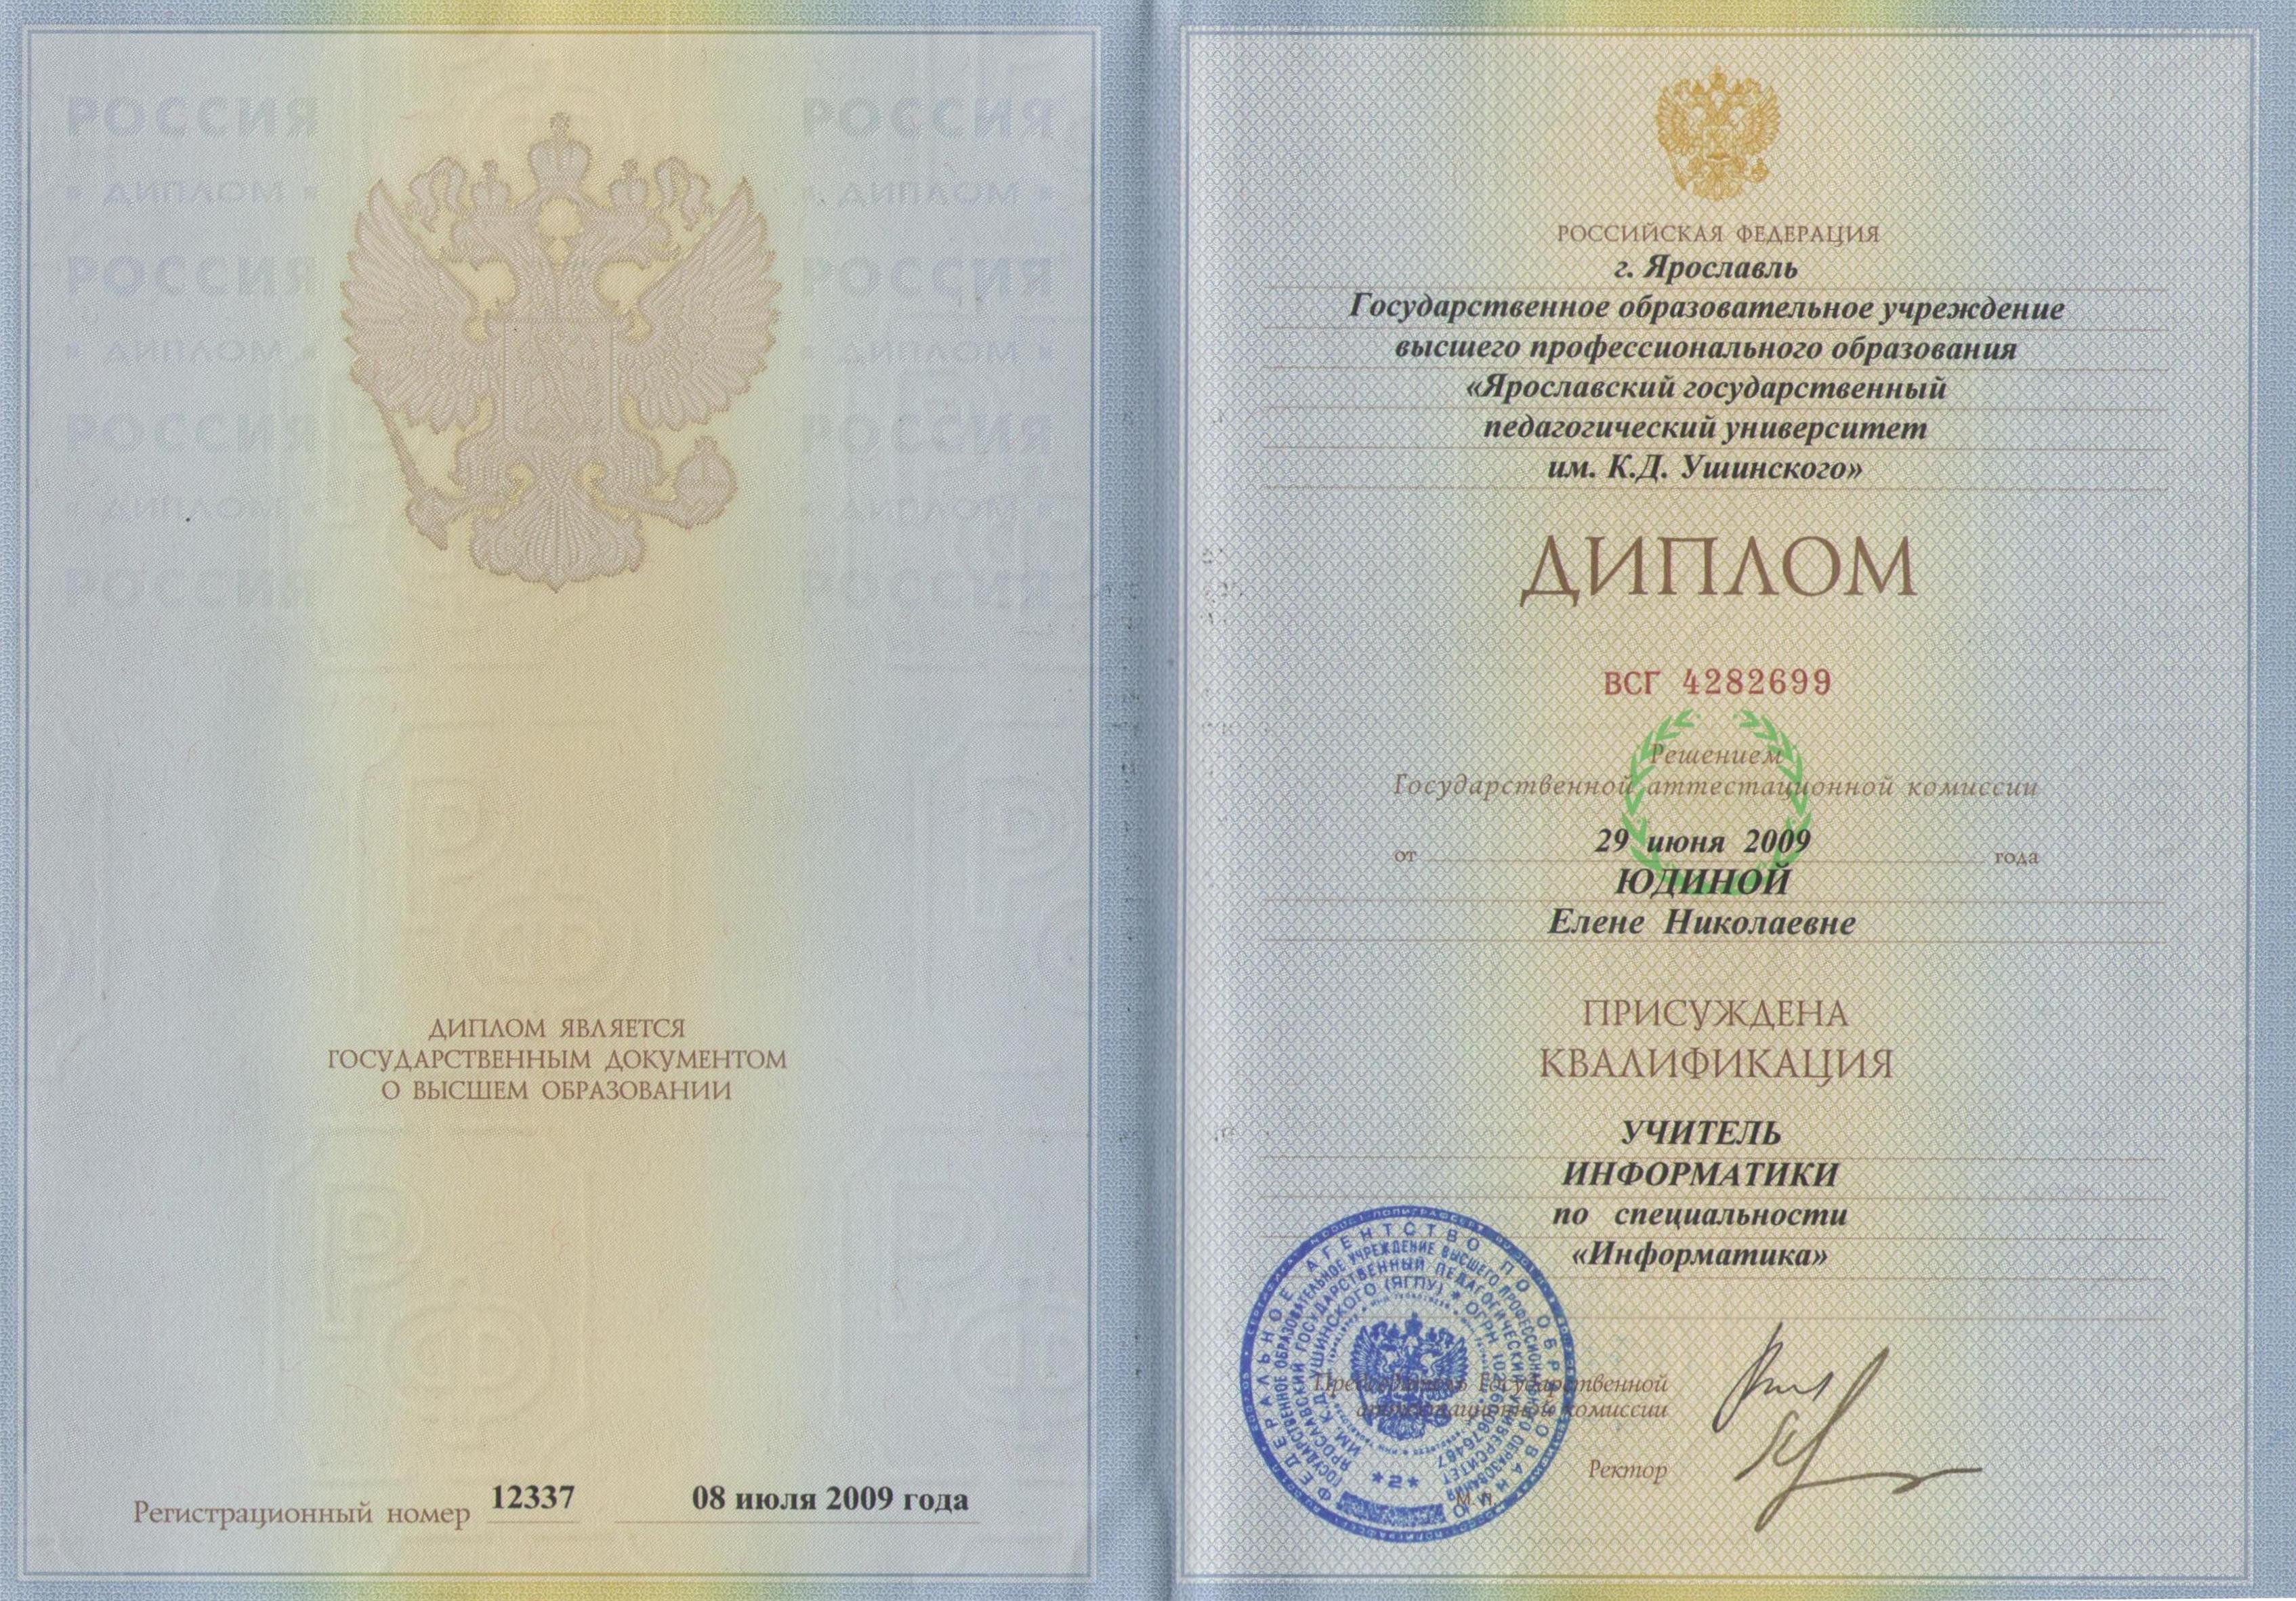 РОССИЯ РОССИЯ
ДИПЛОМ ДИПЛОМ
РОССИЯ РОССИЯ
ДИПЛОМ ДИПЛОМ
РОССИЯ РОССИЯ
ДИПЛОМ ДИПЛОМ
РОССИЯ РОССИЯ
ДИПЛОМ ЯВЛЯЕТСЯ
ГОСУДАРСТВЕННЫМ ДОКУМЕНТОМ
О ВЫСШЕМ ОБРАЗОВАНИИ
Регистрационный номер 12337 08 июля 2009 года
РОССИЙСКАЯ ФЕДЕРАЦИЯ
г. Ярославль
Государственное образовательное учреждение
высшего профессионального образования
«Ярославский государственный
педагогический университет
им. К.Д. Ушинского»
ДИПЛОМ
ВСГ 4282699
Решением
Государственной аттестационной комиссии
от 29 июня 2009 года
ЮДИНОЙ
Елене Николаевне
ПРИСУЖДЕНА
КВАЛИФИКАЦИЯ
УЧИТЕЛЬ
ИНФОРМАТИКИ
по специальности
«Информатика»
Председатель Государственной
аттестационной комиссии
Ректор
М.П.
ФЕДЕРАЛЬНОЕ АГЕНТСТВО ПО ОБРАЗОВАНИЮ
ГОСУДАРСТВЕННОЕ ОБРАЗОВАТЕЛЬНОЕ УЧРЕЖДЕНИЕ ВЫСШЕГО ПРОФЕССИОНАЛЬНОГО ОБРАЗОВАНИЯ
ЯРОСЛАВСКИЙ ГОСУДАРСТВЕННЫЙ ПЕДАГОГИЧЕСКИЙ УНИВЕРСИТЕТ
ИМ. К.Д. УШИНСКОГО (ЯГПУ) * ОГРН
* 2 *